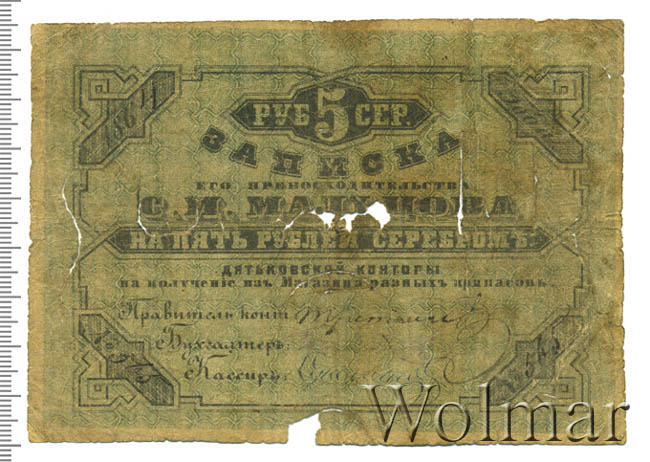 РУБ 5 СЕР.
ЗАПИСКА
ЕГО ПРЕВОСХОДИТЕЛЬСТВА
С. И. МАЛЬЦОВА
НА ПЯТЬ РУБЛЕЙ СЕРЕБРОМЪ.
ДЯТЬКОВСКОЙ КОНТОРЫ
на полученіе изъ Магазина разныхъ припасовъ.
Правитель конт:
Бухгалтеръ:
Кассиръ:
Wolmar